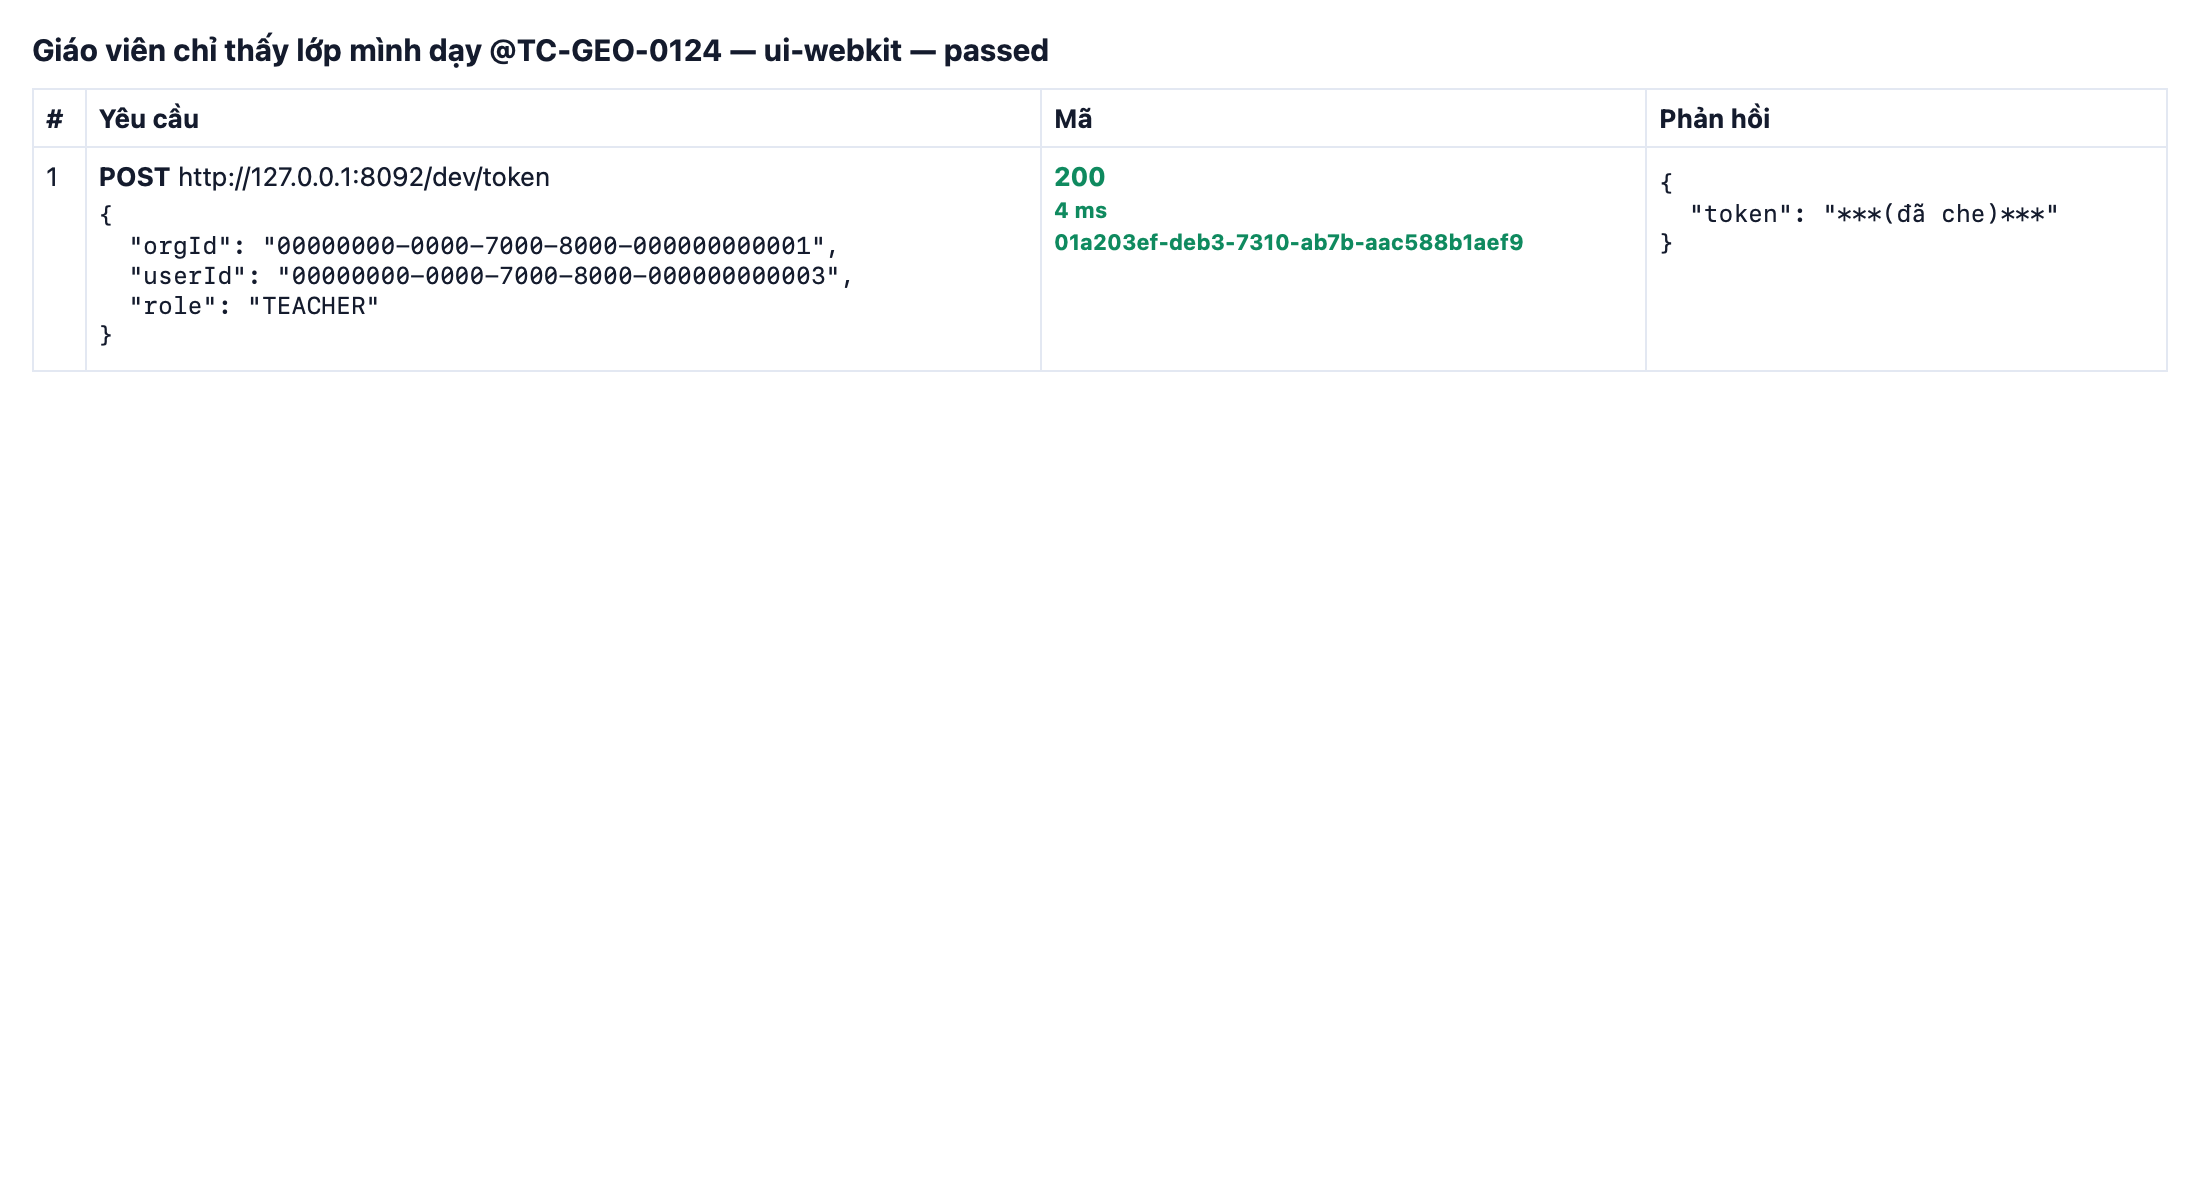 Giáo viên chỉ thấy lớp mình dạy @TC-GEO-0124 — ui-webkit — passed
# Yêu cầu Mã Phản hồi
1 POST http://127.0.0.1:8092/dev/token
{
  "orgId": "00000000-0000-7000-8000-000000000001",
  "userId": "00000000-0000-7000-8000-000000000003",
  "role": "TEACHER"
}
200
4 ms
01a203ef-deb3-7310-ab7b-aac588b1aef9
{
  "token": "***(đã che)***"
}